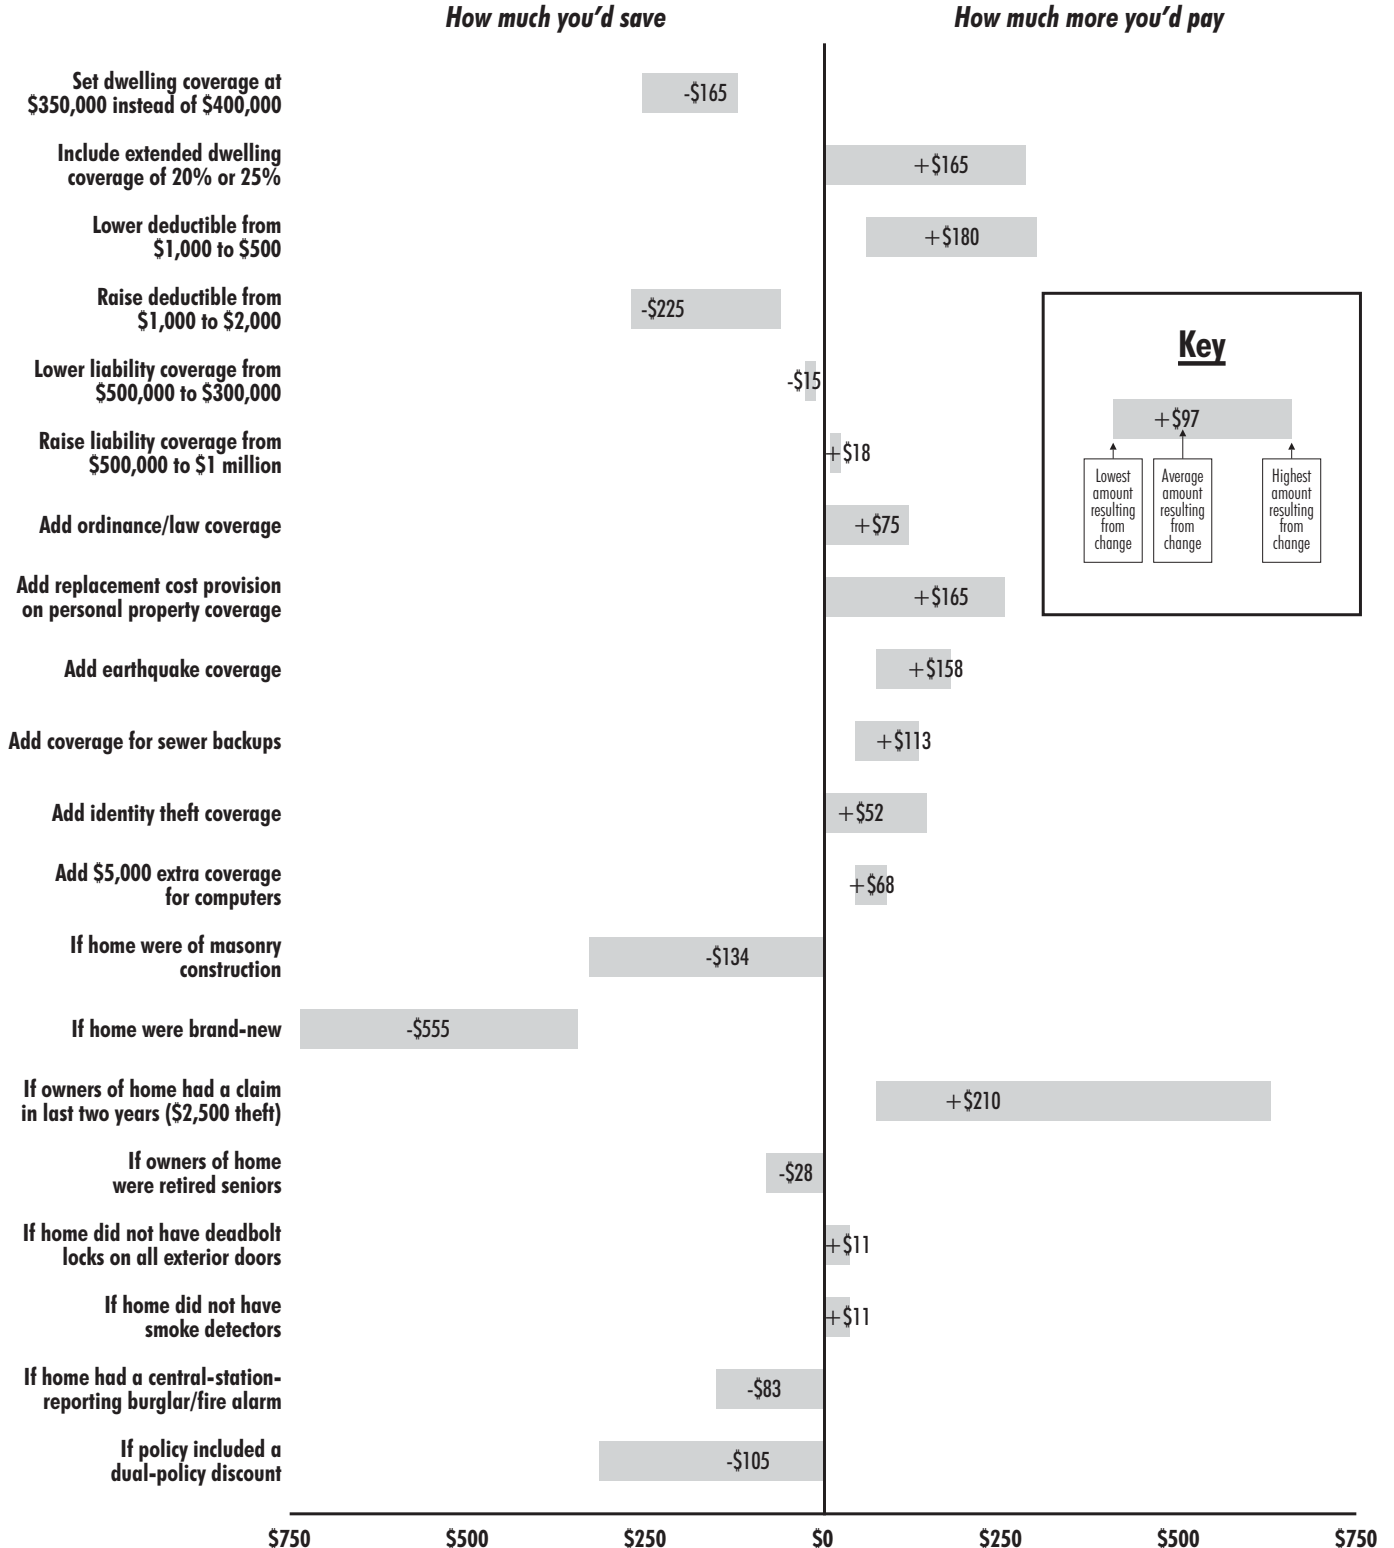 How much you'd save
How much more you'd pay
Set dwelling coverage at
$350,000 instead of $400,000
-$165
Include extended dwelling
coverage of 20% or 25%
+$165
Lower deductible from
$1,000 to $500
+$180
Raise deductible from
$1,000 to $2,000
-$225
Lower liability coverage from
$500,000 to $300,000
-$15
Raise liability coverage from
$500,000 to $1 million
+$18
Add ordinance/law coverage
+$75
Add replacement cost provision
on personal property coverage
+$165
Add earthquake coverage
+$158
Add coverage for sewer backups
+$113
Add identity theft coverage
+$52
Add $5,000 extra coverage
for computers
+$68
If home were of masonry
construction
-$134
If home were brand-new
-$555
If owners of home had a claim
in last two years ($2,500 theft)
+$210
If owners of home
were retired seniors
-$28
If home did not have deadbolt
locks on all exterior doors
+$11
If home did not have
smoke detectors
+$11
If home had a central-station-
reporting burglar/fire alarm
-$83
If policy included a
dual-policy discount
-$105
Key
+$97
Lowest
amount
resulting
from
change
Average
amount
resulting
from
change
Highest
amount
resulting
from
change
$750
$500
$250
$0
$250
$500
$750